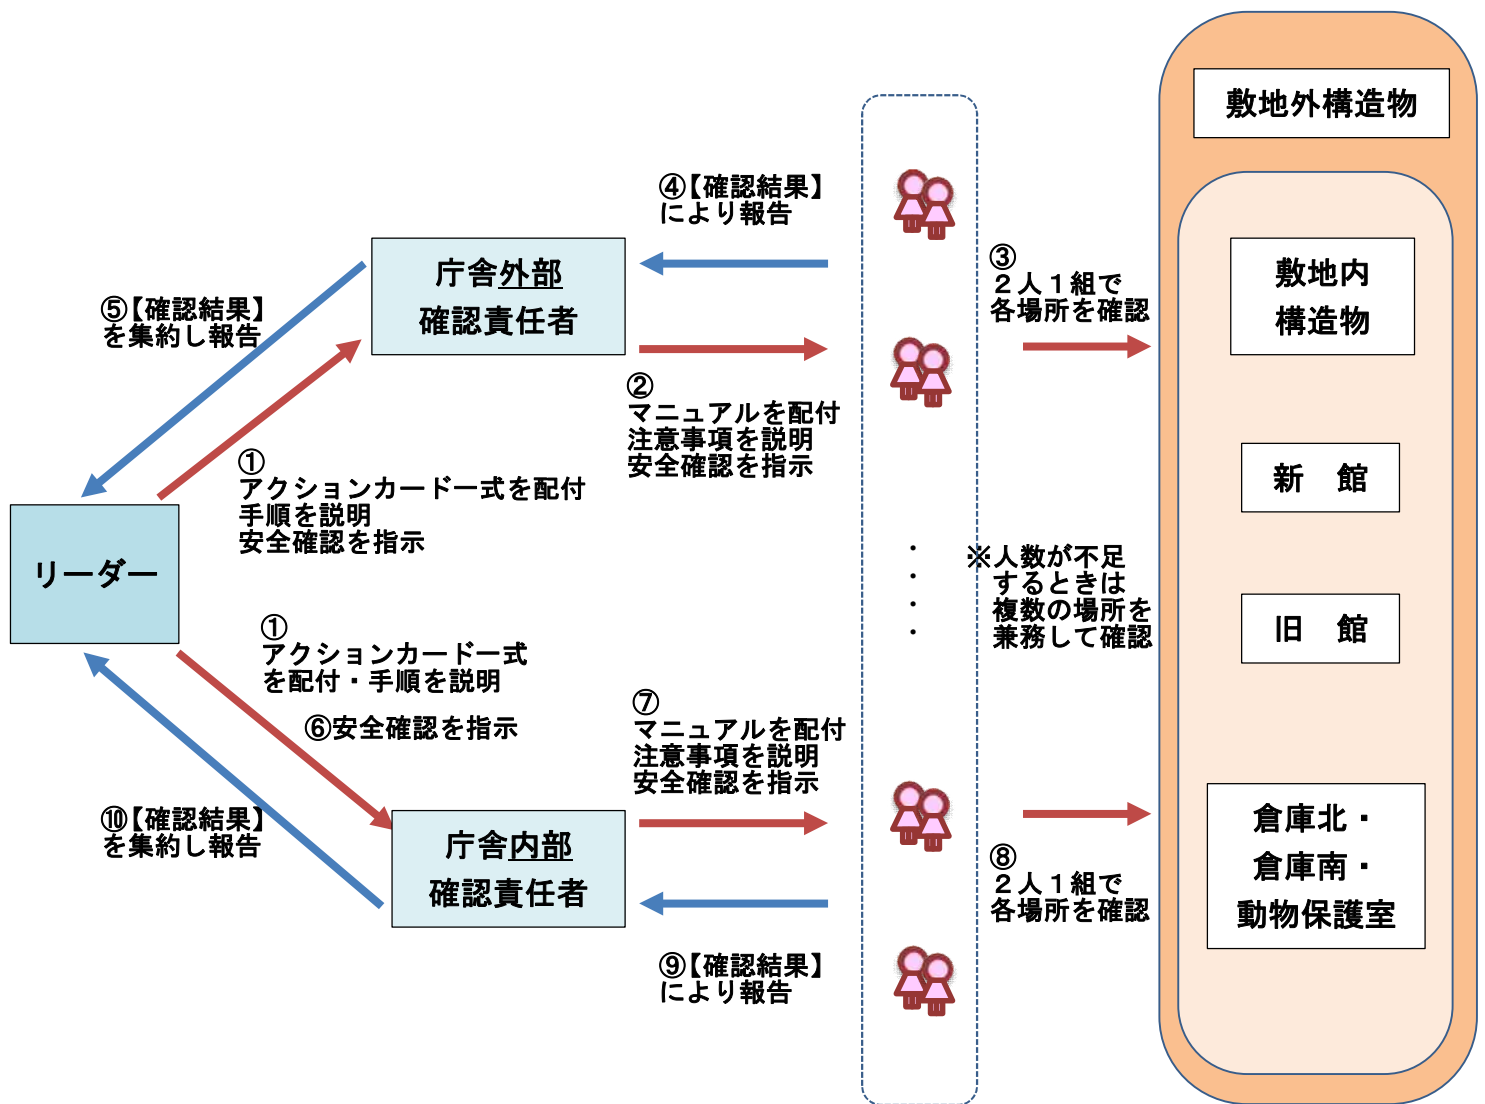 敷地外構造物
④【確認結果】
により報告
庁舎外部
確認責任者
③
２人１組で
各場所を確認
敷地内
構造物
⑤【確認結果】
を集約し報告
②
マニュアルを配付
注意事項を説明
安全確認を指示
①
アクションカード一式を配付
手順を説明
安全確認を指示
新　館
リーダー
・
・
・
・
※人数が不足
するときは
複数の場所を
兼務して確認
旧　館
①
アクションカード一式
を配付・手順を説明
⑥安全確認を指示
⑦
マニュアルを配付
注意事項を説明
安全確認を指示
⑩【確認結果】
を集約し報告
庁舎内部
確認責任者
⑧
２人１組で
各場所を確認
倉庫北・
倉庫南・
動物保護室
⑨【確認結果】
により報告